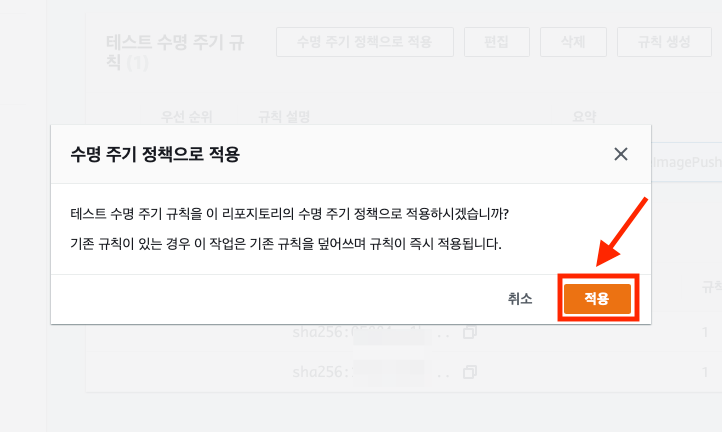 테스트 수명 주기 규
칙 (1)
수명 주기 정책으로 적용
편집
삭제
규칙 생성
우선 순위
규칙 설명
요약
수명 주기 정책으로 적용
ImagePush
테스트 수명 주기 규칙을 이 리포지토리의 수명 주기 정책으로 적용하시겠습니까?
기존 규칙이 있는 경우 이 작업은 기존 규칙을 덮어쓰며 규칙이 즉시 적용됩니다.
규칙
취소
적용
sha256: ..
1
sha256: ..
1